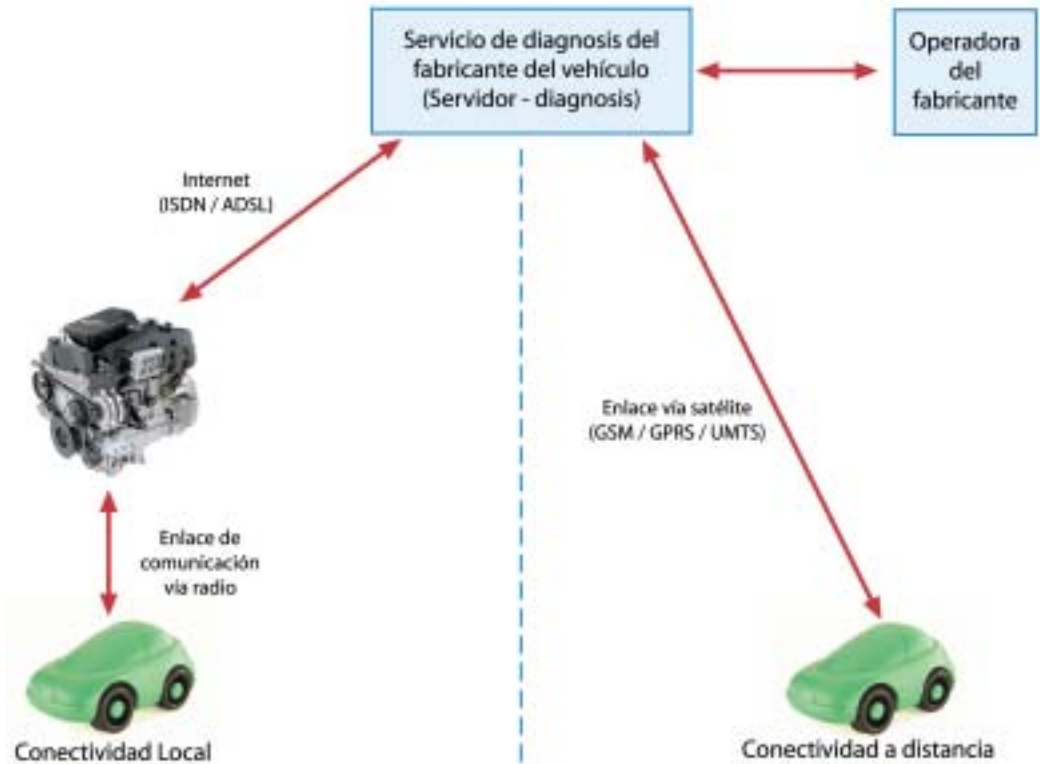 Servicio de diagnosis del
fabricante del vehículo
(Servidor - diagnosis)
Operadora
del
fabricante
Internet
(ISDN / ADSL)
Enlace vía satélite
(GSM / GPRS / UMTS)
Enlace de
comunicación
vía radio
Conectividad Local
Conectividad a distancia